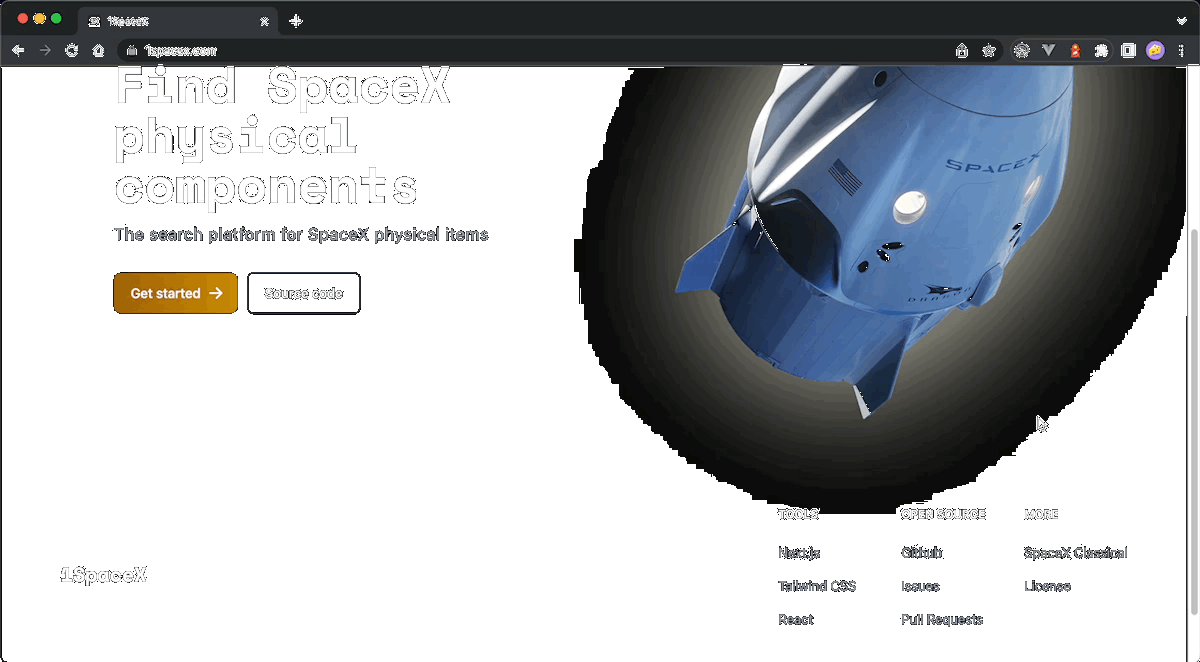 1SpaceX
1spacex.com
Find SpaceX
physical
components
The search platform for SpaceX physical items
Get started →
Source code
SPACEX
DRAGON
TOOLS
OPEN SOURCE
MORE
Next.js
Github
Tailwind CSS
Issues
License
React
Pull Requests
1SpaceX